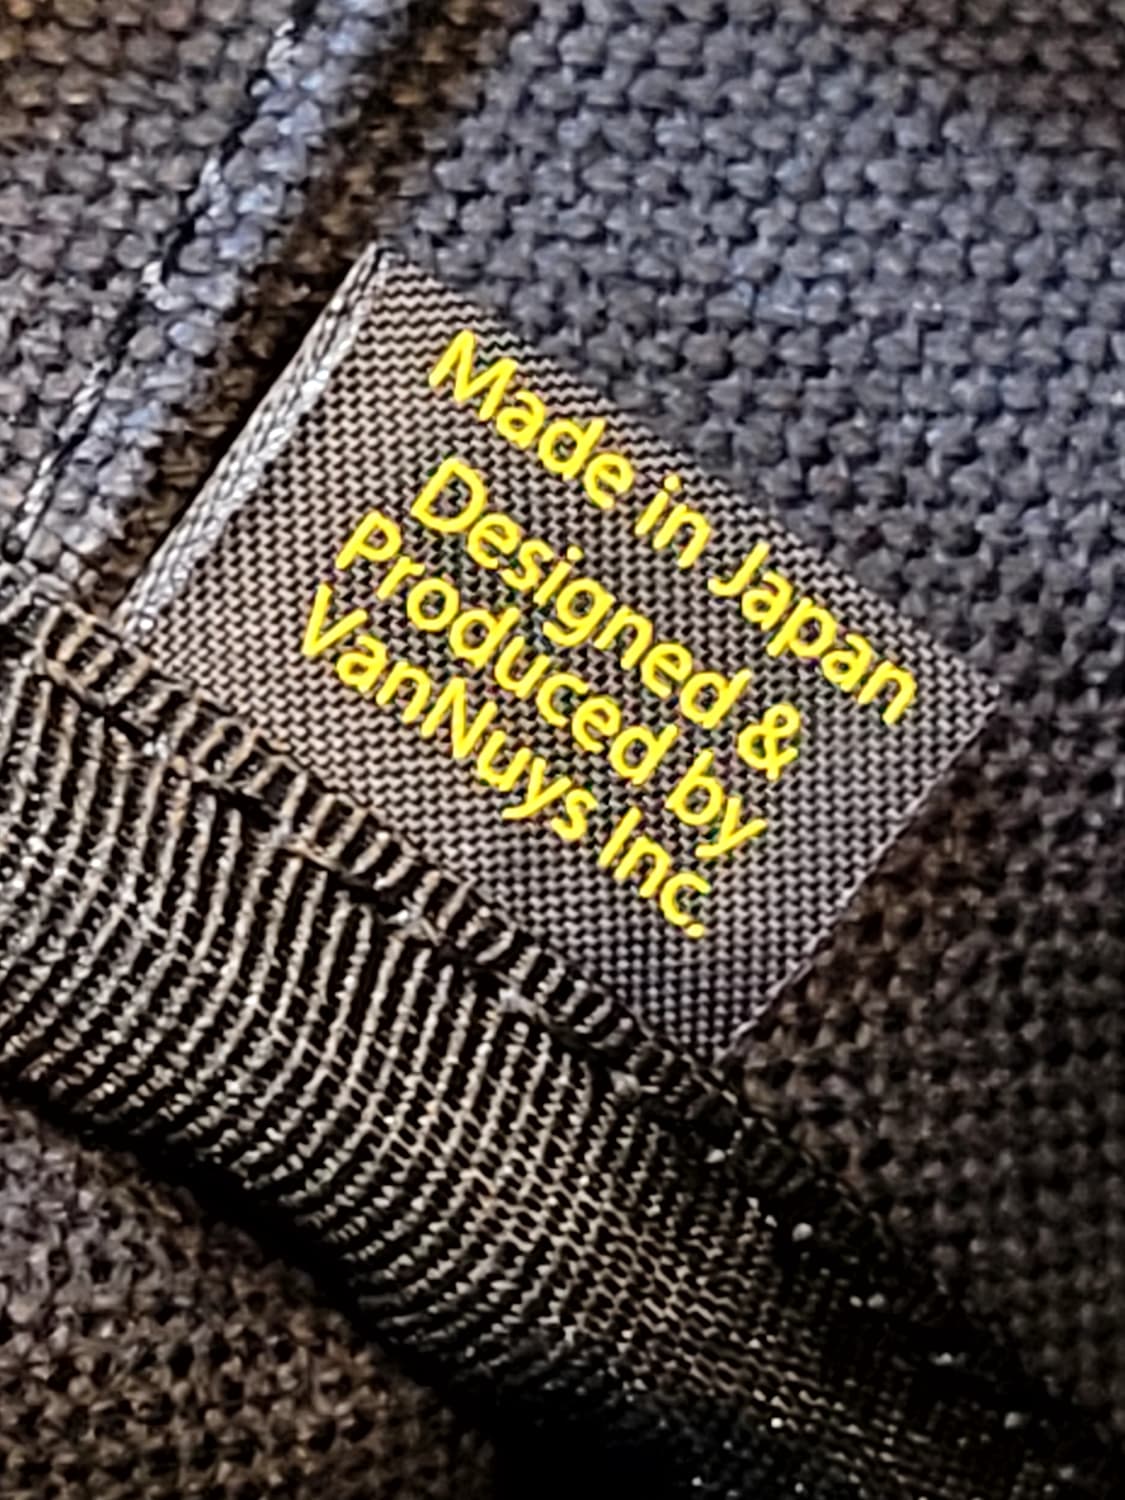 Made in Japan
Designed &
Produced by
VanNuys Inc.